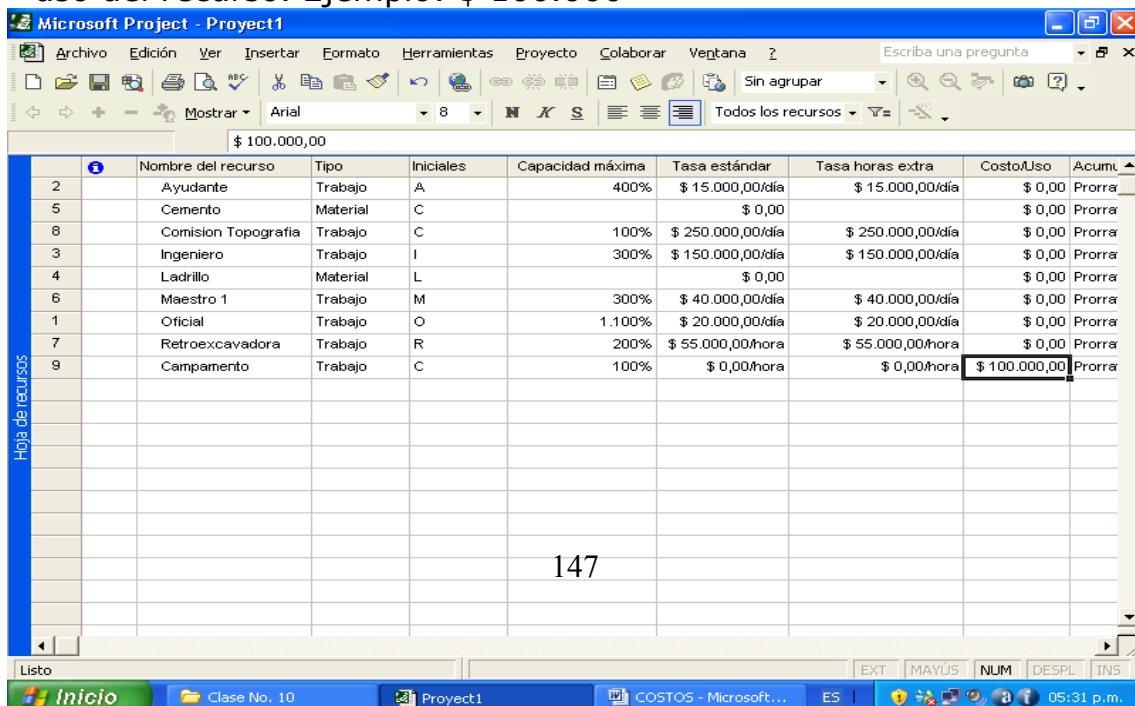 uso del recurso. Ejemplo: $ 100.000
Microsoft Project - Proyect1
Archivo Edición Ver Insertar Formato Herramientas Proyecto Colaborar Ventana ? Escriba una pregunta
Sin agrupar
Mostrar Arial 8 N K S Todos los recursos
$ 100.000,00
Nombre del recurso Tipo Iniciales Capacidad máxima Tasa estándar Tasa horas extra Costo/Uso Acumu
2 Ayudante Trabajo A 400% $ 15.000,00/día $ 15.000,00/día $ 0,00 Prorra
5 Cemento Material C $ 0,00 $ 0,00 Prorra
8 Comision Topografia Trabajo C 100% $ 250.000,00/día $ 250.000,00/día $ 0,00 Prorra
3 Ingeniero Trabajo I 300% $ 150.000,00/día $ 150.000,00/día $ 0,00 Prorra
4 Ladrillo Material L $ 0,00 $ 0,00 Prorra
6 Maestro 1 Trabajo M 300% $ 40.000,00/día $ 40.000,00/día $ 0,00 Prorra
1 Oficial Trabajo O 1.100% $ 20.000,00/día $ 20.000,00/día $ 0,00 Prorra
7 Retroexcavadora Trabajo R 200% $ 55.000,00/hora $ 55.000,00/hora $ 0,00 Prorra
9 Campamento Trabajo C 100% $ 0,00/hora $ 0,00/hora $ 100.000,00 Prorra
Hoja de recursos
147
Listo EXT MAYÚS NUM DESPL INS
Inicio Clase No. 10 Proyect1 COSTOS - Microsoft... ES 05:31 p.m.